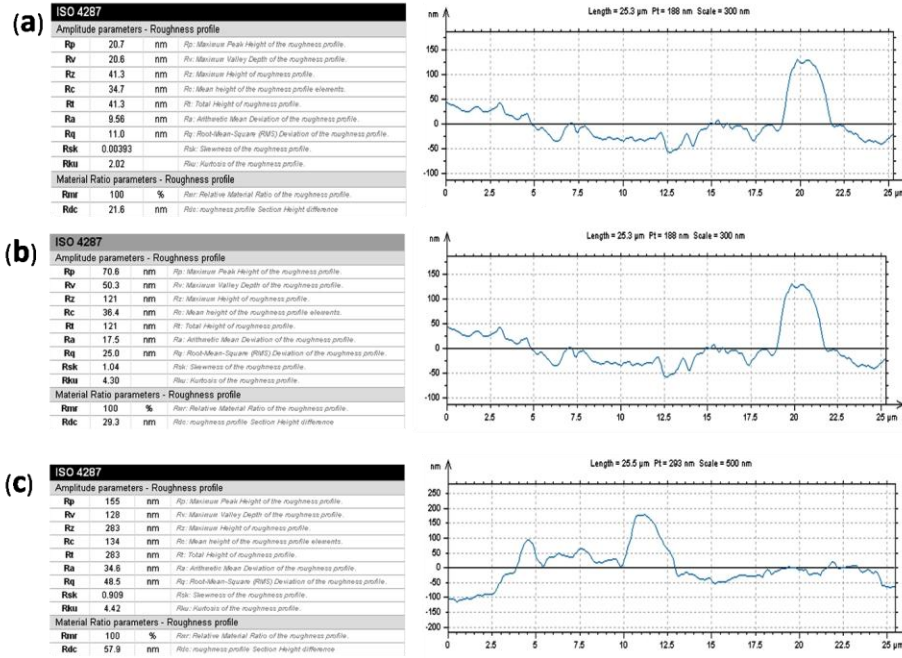 (a)
ISO 4287
Amplitude parameters - Roughness profile
Rp 20.7 nm Rp: Maximum Peak Height of the roughness profile.
Rv 20.6 nm Rv: Maximum Valley Depth of the roughness profile.
Rz 41.3 nm Rz: Maximum Height of roughness profile.
Rc 34.7 nm Rc: Mean height of the roughness profile elements.
Rt 41.3 nm Rt: Total Height of roughness profile.
Ra 9.56 nm Ra: Arithmetic Mean Deviation of the roughness profile.
Rq 11.0 nm Rq: Root-Mean-Square (RMS) Deviation of the roughness profile.
Rsk 0.00393 Rsk: Skewness of the roughness profile.
Rku 2.02 Rku: Kurtosis of the roughness profile.
Material Ratio parameters - Roughness profile
Rmr 100 % Rmr: Relative Material Ratio of the roughness profile.
Rdc 21.6 nm Rdc: roughness profile Section Height difference
Length = 25.3 µm Pt = 188 nm Scale = 300 nm
nm
150
100
50
0
-50
-100
0 2.5 5 7.5 10 12.5 15 17.5 20 22.5 25 µm
(b)
ISO 4287
Amplitude parameters - Roughness profile
Rp 70.6 nm Rp: Maximum Peak Height of the roughness profile.
Rv 50.3 nm Rv: Maximum Valley Depth of the roughness profile.
Rz 121 nm Rz: Maximum Height of roughness profile.
Rc 36.4 nm Rc: Mean height of the roughness profile elements.
Rt 121 nm Rt: Total Height of roughness profile.
Ra 17.5 nm Ra: Arithmetic Mean Deviation of the roughness profile.
Rq 25.0 nm Rq: Root-Mean-Square (RMS) Deviation of the roughness profile.
Rsk 1.04 Rsk: Skewness of the roughness profile.
Rku 4.30 Rku: Kurtosis of the roughness profile.
Material Ratio parameters - Roughness profile
Rmr 100 % Rmr: Relative Material Ratio of the roughness profile.
Rdc 29.3 nm Rdc: roughness profile Section Height difference
Length = 25.3 µm Pt = 188 nm Scale = 300 nm
nm
150
100
50
0
-50
-100
0 2.5 5 7.5 10 12.5 15 17.5 20 22.5 25 µm
(c)
ISO 4287
Amplitude parameters - Roughness profile
Rp 155 nm Rp: Maximum Peak Height of the roughness profile.
Rv 128 nm Rv: Maximum Valley Depth of the roughness profile.
Rz 283 nm Rz: Maximum Height of roughness profile.
Rc 134 nm Rc: Mean height of the roughness profile elements.
Rt 283 nm Rt: Total Height of roughness profile.
Ra 34.6 nm Ra: Arithmetic Mean Deviation of the roughness profile.
Rq 48.5 nm Rq: Root-Mean-Square (RMS) Deviation of the roughness profile.
Rsk 0.909 Rsk: Skewness of the roughness profile.
Rku 4.42 Rku: Kurtosis of the roughness profile.
Material Ratio parameters - Roughness profile
Rmr 100 % Rmr: Relative Material Ratio of the roughness profile.
Rdc 57.9 nm Rdc: roughness profile Section Height difference
Length = 25.5 µm Pt = 293 nm Scale = 500 nm
nm
250
200
150
100
50
0
-50
-100
-150
-200
0 2.5 5 7.5 10 12.5 15 17.5 20 22.5 25 µm